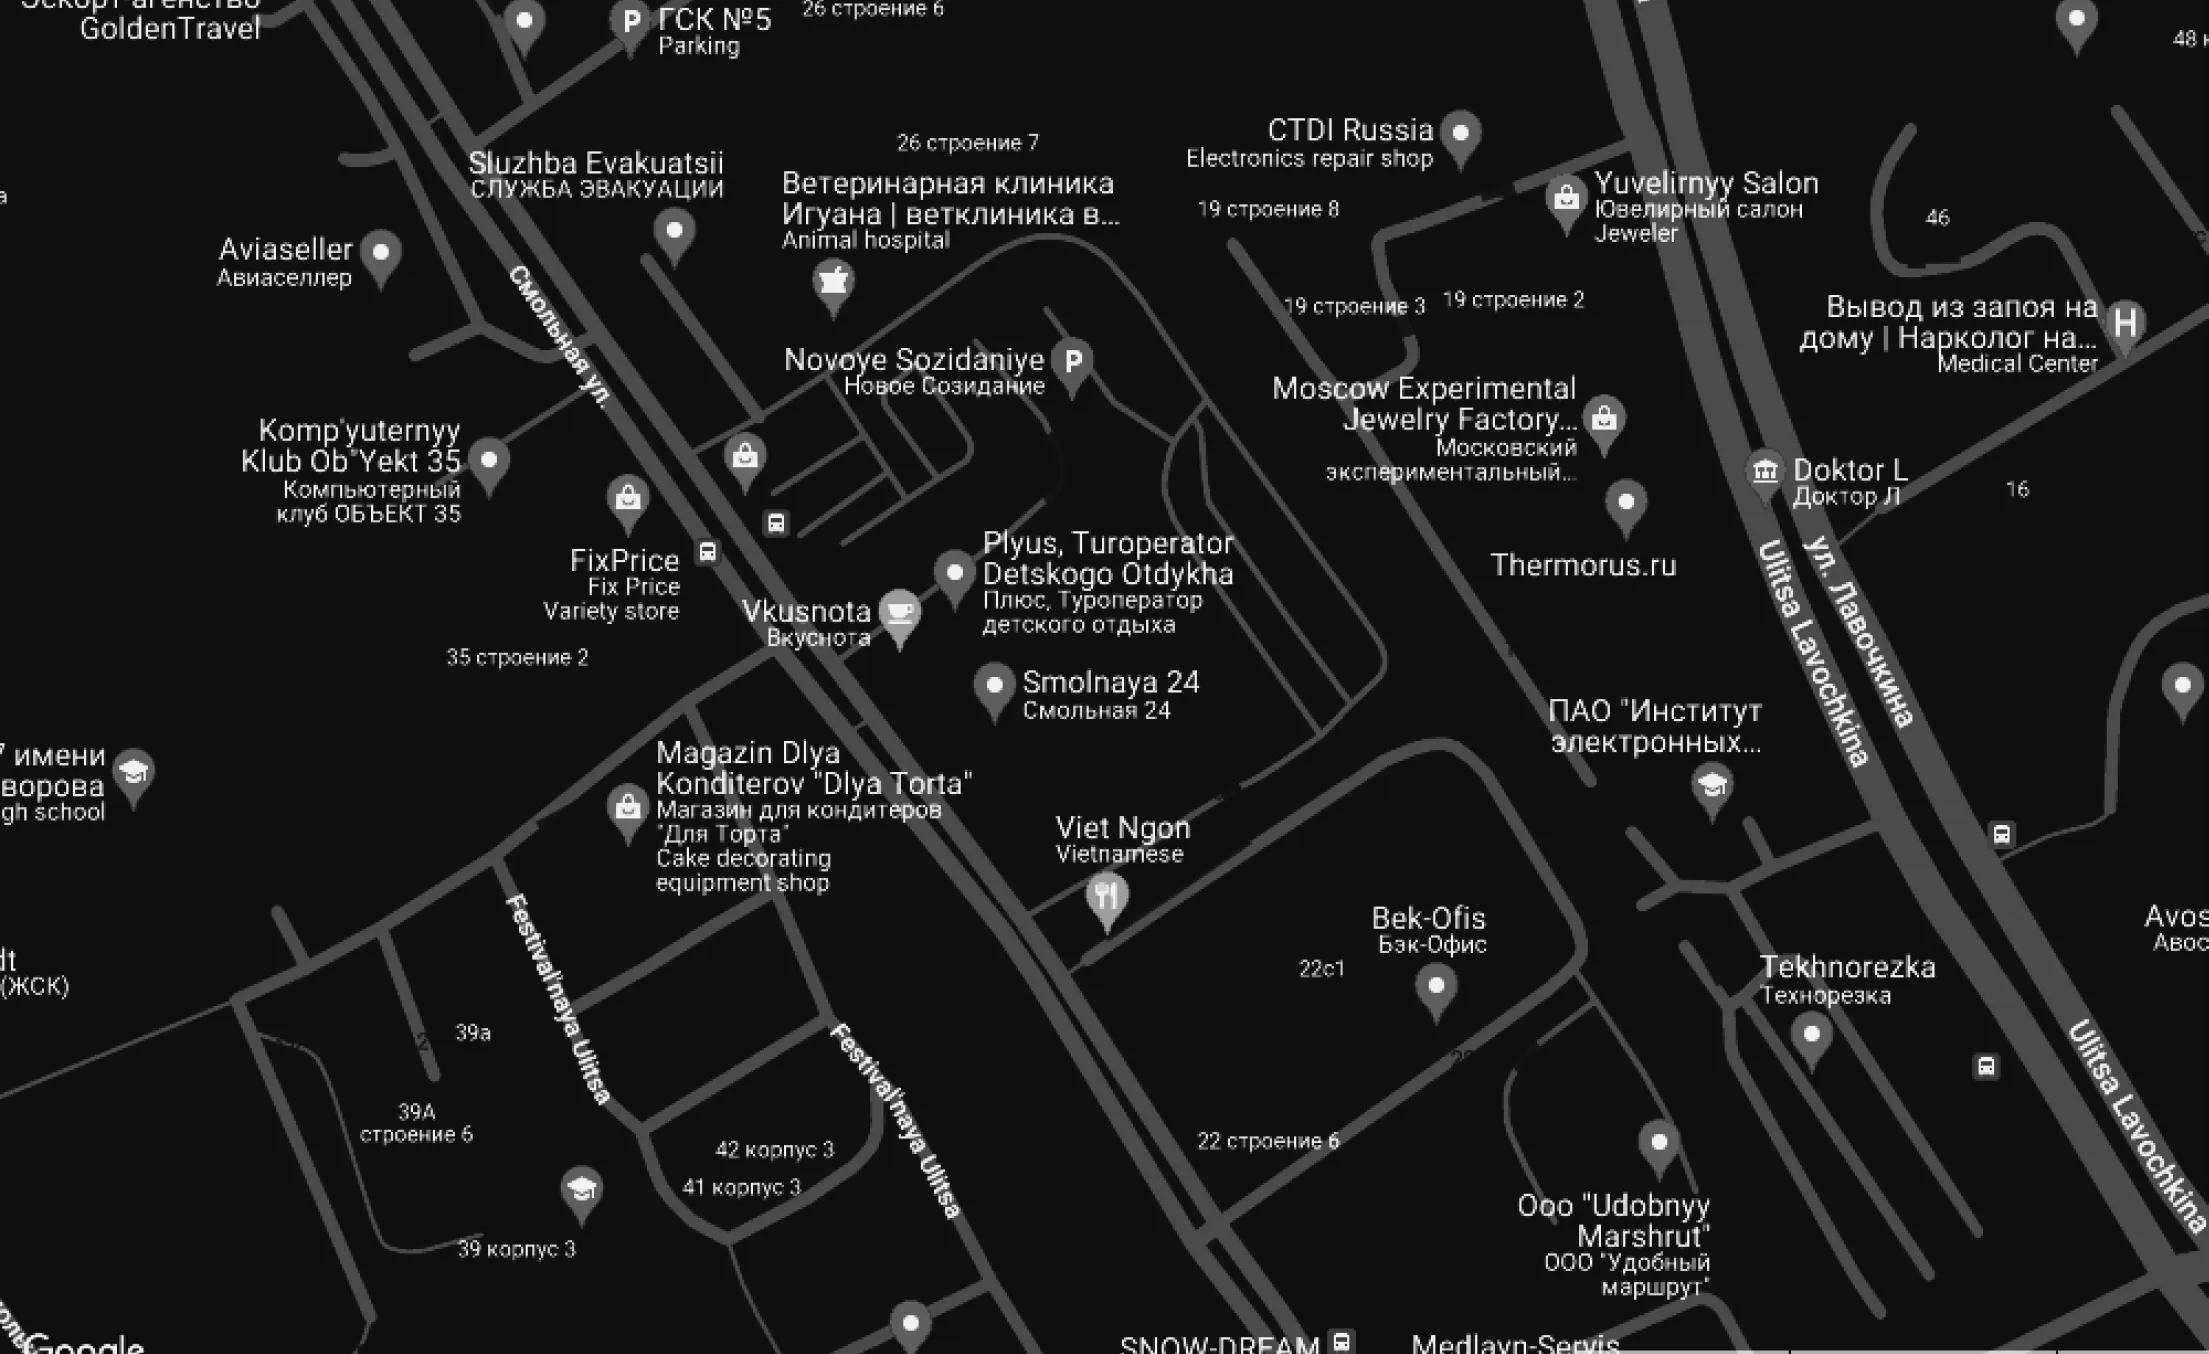 Эскорт-агентство
GoldenTravel
ГСК №5
Parking
26 строение 6
48
26 строение 7
CTDI Russia
Electronics repair shop
Sluzhba Evakuatsii
СЛУЖБА ЭВАКУАЦИИ
Ветеринарная клиника
Игуана | ветклиника в...
Animal hospital
19 строение 8
Yuvelirnyy Salon
Ювелирный салон
Jeweler
46
Aviaseller
Авиаселлер
Смольная ул.
19 строение 3
19 строение 2
Вывод из запоя на
дому | Нарколог на...
Medical Center
Novoye Sozidaniye
Новое Созидание
Moscow Experimental
Jewelry Factory...
Московский
экспериментальный...
Komp'yuternyy
Klub Ob"Yekt 35
Компьютерный
клуб ОБЪЕКТ 35
Doktor L
Доктор Л
16
FixPrice
Fix Price
Variety store
Plyus, Turoperator
Detskogo Otdykha
Плюс, Туроператор
детского отдыха
Thermorus.ru
Ulitsa Lavochkina
ул. Лавочкина
Vkusnota
Вкуснота
35 строение 2
Smolnaya 24
Смольная 24
ПАО "Институт
электронных...
7 имени
ворова
gh school
Magazin Dlya
Konditerov "Dlya Torta"
Магазин для кондитеров
"Для Торта"
Cake decorating
equipment shop
Viet Ngon
Vietnamese
Festival'naya Ulitsa
Bek-Ofis
Бэк-Офис
22с1
Avos
Авос
dt
(ЖСК)
Tekhnorezka
Технорезка
39а
Festival'naya Ulitsa
Ulitsa Lavochkina
39А
строение 6
42 корпус 3
41 корпус 3
22 строение 6
39 корпус 3
Ooo "Udobnyy
Marshrut"
ООО "Удобный
маршрут"
Google
SNOW-DREAM
Medlayn-Servis